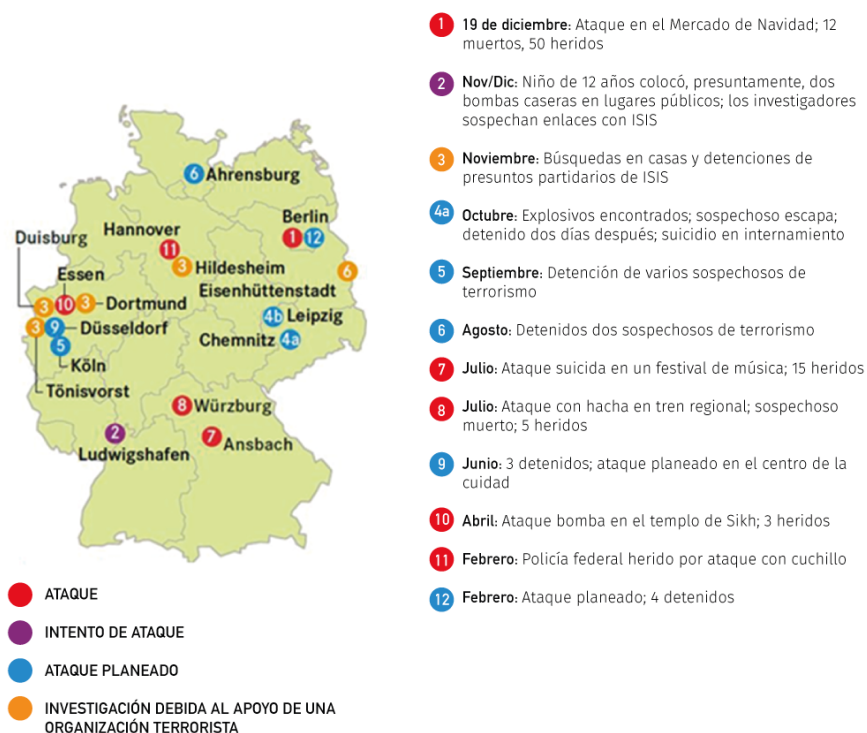 Ahrensburg
6
Berlin
1
12
Hannover
11
Duisburg
3
Hildesheim
6
Essen
Eisenhüttenstadt
3
10
3
Dortmund
4b
Leipzig
3
9
Düsseldorf
Chemnitz
4a
5
Köln
Tönisvorst
8
Würzburg
2
7
Ansbach
Ludwigshafen
ATAQUE
INTENTO DE ATAQUE
ATAQUE PLANEADO
INVESTIGACIÓN DEBIDA AL APOYO DE UNA
ORGANIZACIÓN TERRORISTA
1 19 de diciembre: Ataque en el Mercado de Navidad; 12
muertos, 50 heridos
2 Nov/Dic: Niño de 12 años colocó, presuntamente, dos
bombas caseras en lugares públicos; los investigadores
sospechan enlaces con ISIS
3 Noviembre: Búsquedas en casas y detenciones de
presuntos partidarios de ISIS
4a Octubre: Explosivos encontrados; sospechoso escapa;
detenido dos días después; suicidio en internamiento
5 Septiembre: Detención de varios sospechosos de
terrorismo
6 Agosto: Detenidos dos sospechosos de terrorismo
7 Julio: Ataque suicida en un festival de música; 15 heridos
8 Julio: Ataque con hacha en tren regional; sospechoso
muerto; 5 heridos
9 Junio: 3 detenidos; ataque planeado en el centro de la
cuidad
10 Abril: Ataque bomba en el templo de Sikh; 3 heridos
11 Febrero: Policía federal herido por ataque con cuchillo
12 Febrero: Ataque planeado; 4 detenidos